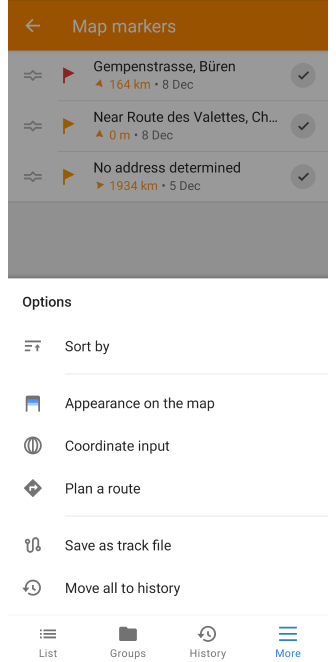 Map markers
Gempenstrasse, Büren
164 km • 8 Dec
Near Route des Valettes, Ch...
0 m • 8 Dec
No address determined
1934 km • 5 Dec
Options
Sort by
Appearance on the map
Coordinate input
Plan a route
Save as track file
Move all to history
List
Groups
History
More